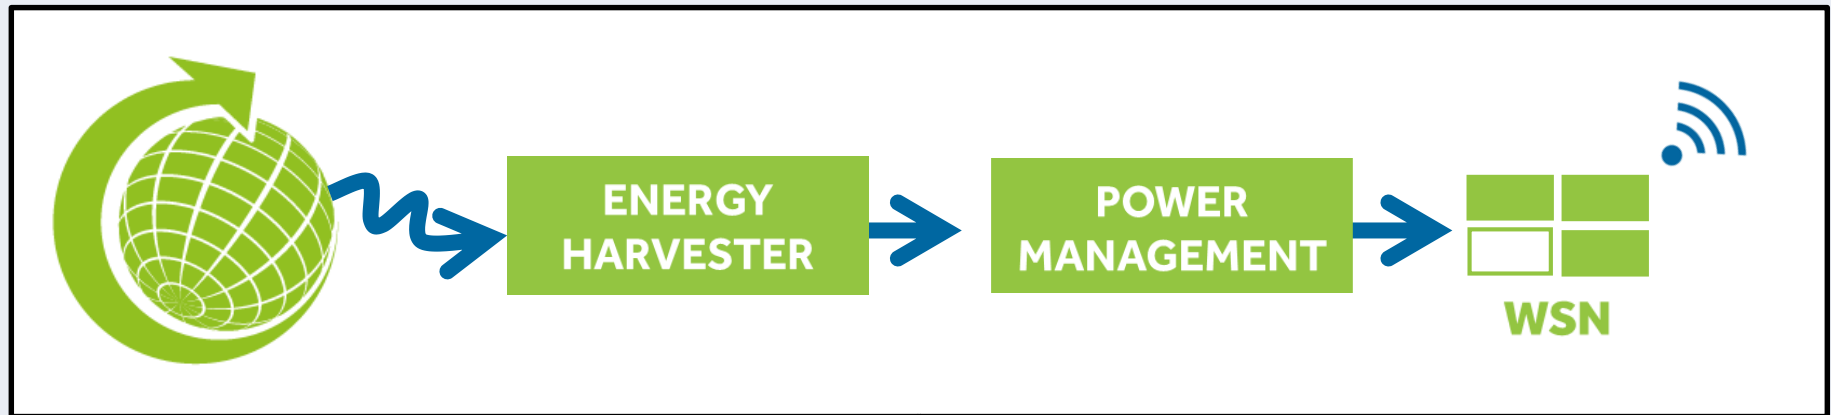 ENERGY
HARVESTER
POWER
MANAGEMENT
WSN